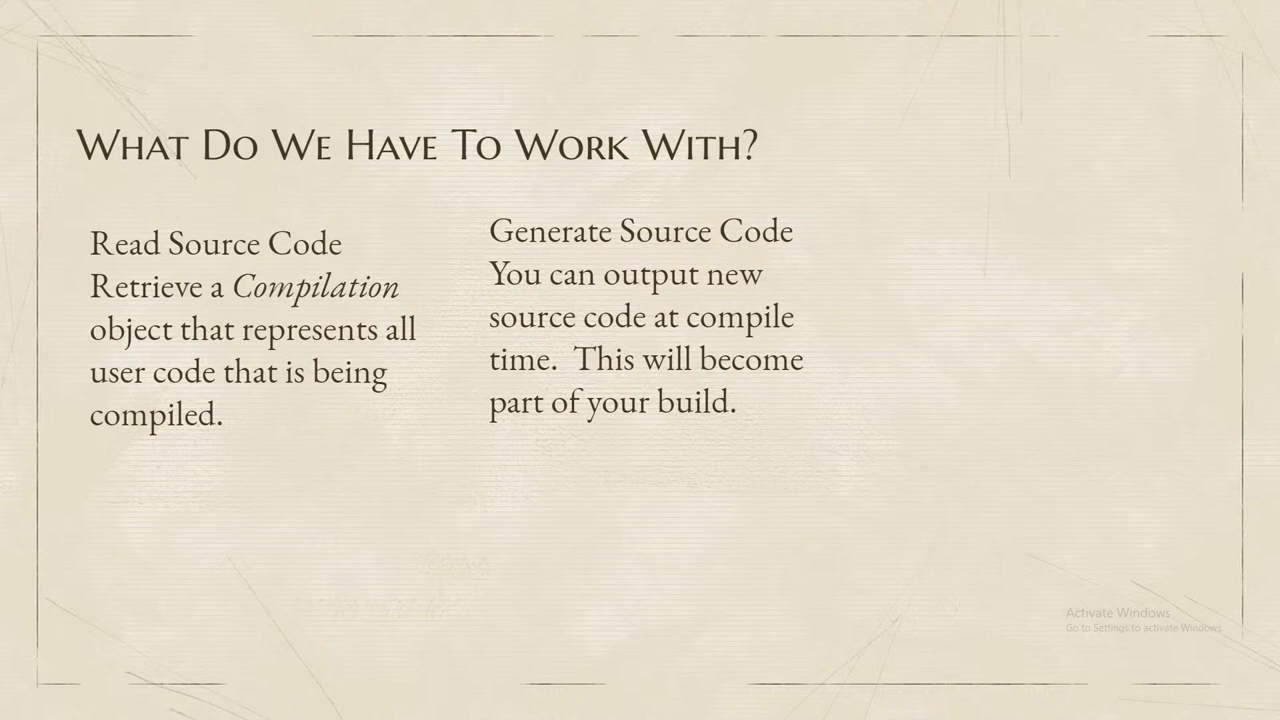 What Do We Have To Work With?
Read Source Code
Retrieve a Compilation
object that represents all
user code that is being
compiled.
Generate Source Code
You can output new
source code at compile
time.  This will become
part of your build.
Activate Windows
Go to Settings to activate Windows.